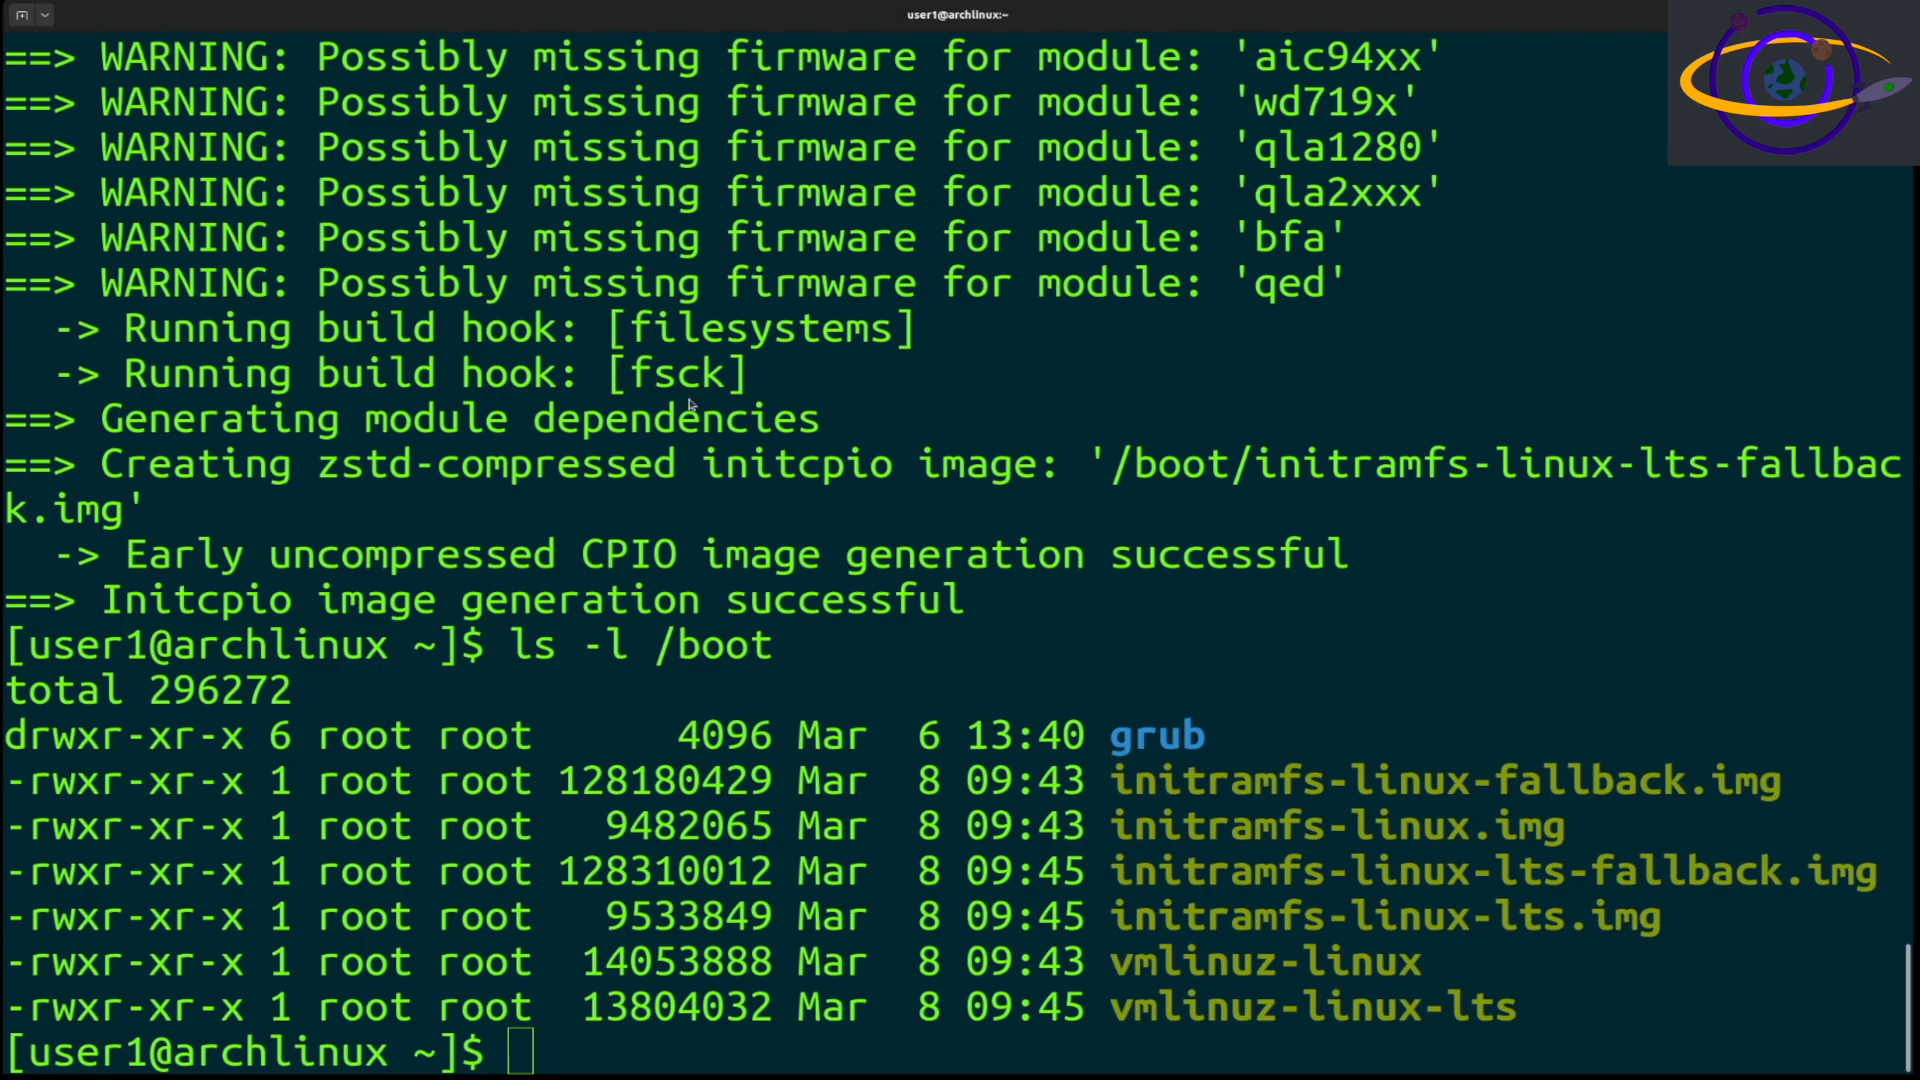 user1@archlinux:~
==> WARNING: Possibly missing firmware for module: 'aic94xx'
==> WARNING: Possibly missing firmware for module: 'wd719x'
==> WARNING: Possibly missing firmware for module: 'qla1280'
==> WARNING: Possibly missing firmware for module: 'qla2xxx'
==> WARNING: Possibly missing firmware for module: 'bfa'
==> WARNING: Possibly missing firmware for module: 'qed'
  -> Running build hook: [filesystems]
  -> Running build hook: [fsck]
==> Generating module dependencies
==> Creating zstd-compressed initcpio image: '/boot/initramfs-linux-lts-fallbac
k.img'
  -> Early uncompressed CPIO image generation successful
==> Initcpio image generation successful
[user1@archlinux ~]$ ls -l /boot
total 296272
drwxr-xr-x 6 root root      4096 Mar  6 13:40 grub
-rwxr-xr-x 1 root root 128180429 Mar  8 09:43 initramfs-linux-fallback.img
-rwxr-xr-x 1 root root   9482065 Mar  8 09:43 initramfs-linux.img
-rwxr-xr-x 1 root root 128310012 Mar  8 09:45 initramfs-linux-lts-fallback.img
-rwxr-xr-x 1 root root   9533849 Mar  8 09:45 initramfs-linux-lts.img
-rwxr-xr-x 1 root root  14053888 Mar  8 09:43 vmlinuz-linux
-rwxr-xr-x 1 root root  13804032 Mar  8 09:45 vmlinuz-linux-lts
[user1@archlinux ~]$